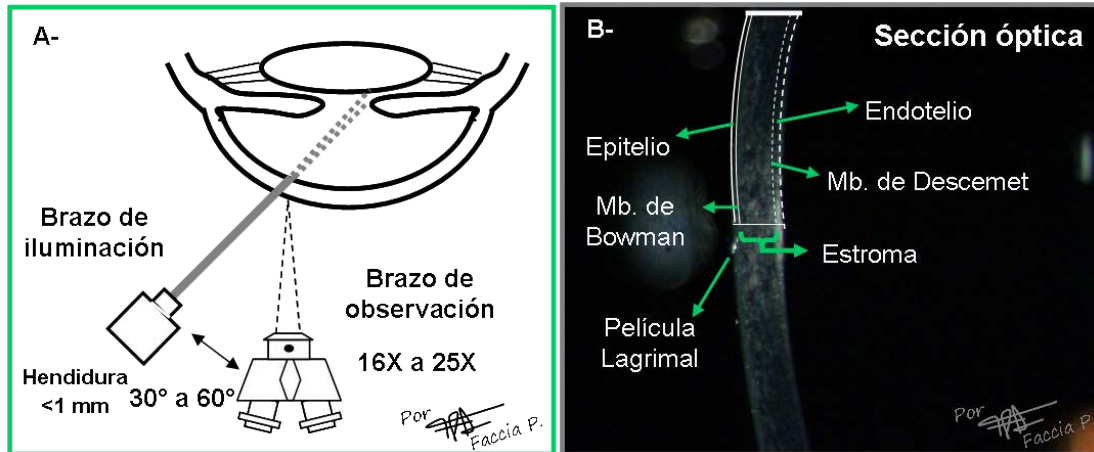 A-
Brazo de
iluminación
Brazo de
observación
16X a 25X
Hendidura
<1 mm
30° a 60°
Por
Faccia P.
B-
Sección óptica
Endotelio
Epitelio
Mb. de Descemet
Mb. de
Bowman
Estroma
Película
Lagrimal
Por
Faccia P.